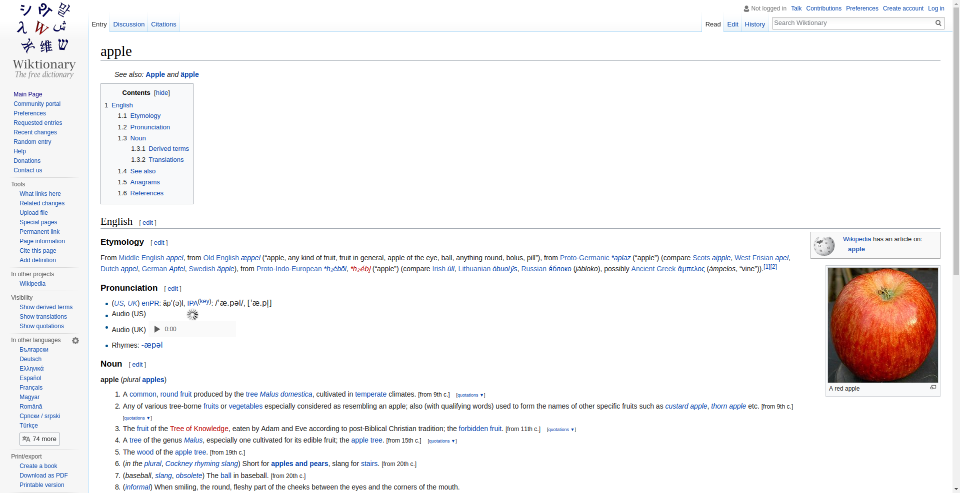 Not logged in Talk Contributions Preferences Create account Log in
Entry Discussion Citations
Read Edit View history
Search Wiktionary
Wiktionary
The free dictionary
Main Page
Community portal
Preferences
Requested entries
Recent changes
Random entry
Help
Donations
Contact us
Tools
What links here
Related changes
Upload file
Special pages
Permanent link
Page information
Cite this page
Add definition
In other projects
Wikipedia
Visibility
Show derived terms
Show translations
Show quotations
In other languages
Български
Deutsch
Ελληνικά
Español
Français
Magyar
Română
Српски / srpski
Türkçe
74 more
Print/export
Create a book
Download as PDF
Printable version
apple
See also: Apple and äpple
Contents [hide]
1 English
1.1 Etymology
1.2 Pronunciation
1.3 Noun
1.3.1 Derived terms
1.3.2 Translations
1.4 See also
1.5 Anagrams
1.6 References
English [ edit ]
Wikipedia has an article on:
apple
Etymology [ edit ]
From Middle English appel, from Old English æppel (“apple, any kind of fruit, fruit in general, apple of the eye, ball, anything round, bolus, pill”), from Proto-Germanic *aplaz (“apple”) (compare Scots apple, West Frisian apel,
Dutch appel, German Apfel, Swedish äpple), from Proto-Indo-European (“apple”) (compare Irish úll, Lithuanian obuolỹs, Russian яблоко (jabloko), possibly Ancient Greek ἄμπελος (ámpelos, “vine”)).[1][2]
Pronunciation [ edit ]
(US, UK) enPR: ăp′(ə)l, IPA(key): /ˈæ.pəl/, [ˈæ.pl̩]
Audio (US)
Audio (UK) 0:00
Rhymes: -æpəl
A red apple
Noun [ edit ]
apple (plural apples)
1. A common, round fruit produced by the tree Malus domestica, cultivated in temperate climates. [from 9th c.] [quotations ▼]
2. Any of various tree-borne fruits or vegetables especially considered as resembling an apple; also (with qualifying words) used to form the names of other specific fruits such as custard apple, thorn apple etc. [from 9th c.]
[quotations ▼]
3. The fruit of the Tree of Knowledge, eaten by Adam and Eve according to post-Biblical Christian tradition; the forbidden fruit. [from 11th c.] [quotations ▼]
4. A tree of the genus Malus, especially one cultivated for its edible fruit; the apple tree. [from 15th c.] [quotations ▼]
5. The wood of the apple tree. [from 19th c.]
6. (in the plural, Cockney rhyming slang) Short for apples and pears, slang for stairs. [from 20th c.]
7. (baseball, slang, obsolete) The ball in baseball. [from 20th c.]
8. (informal) When smiling, the round, fleshy part of the cheeks between the eyes and the corners of the mouth.